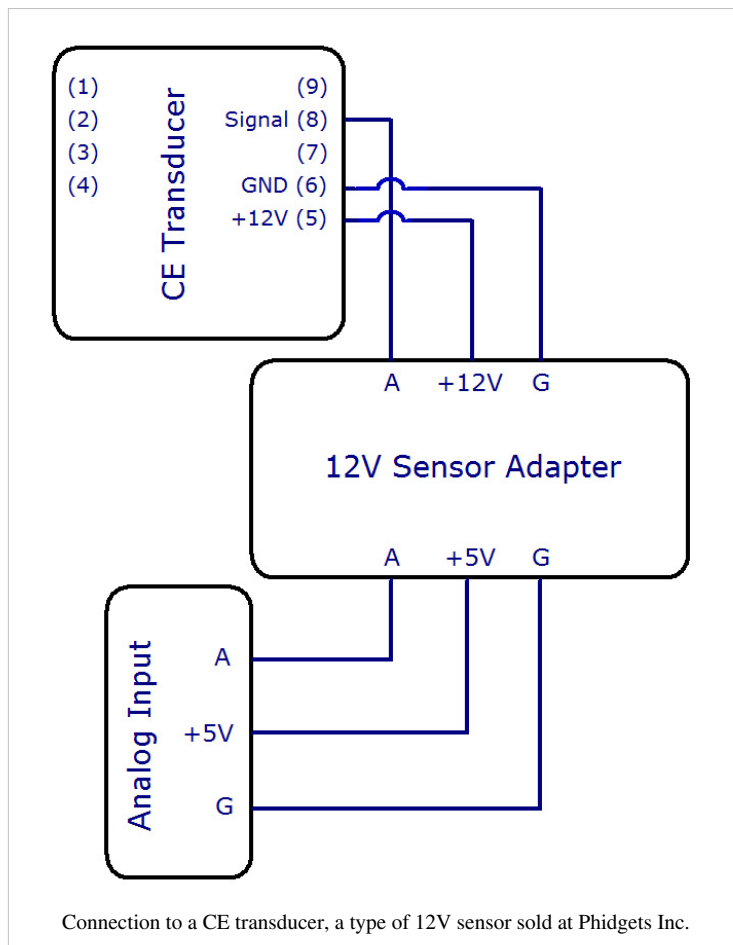 (1) (9)
(2) Signal (8)
(3) (7)
(4) GND (6)
+12V (5)
CE Transducer
A +12V G
12V Sensor Adapter
A +5V G
Analog Input
A
+5V
G
Connection to a CE transducer, a type of 12V sensor sold at Phidgets Inc.